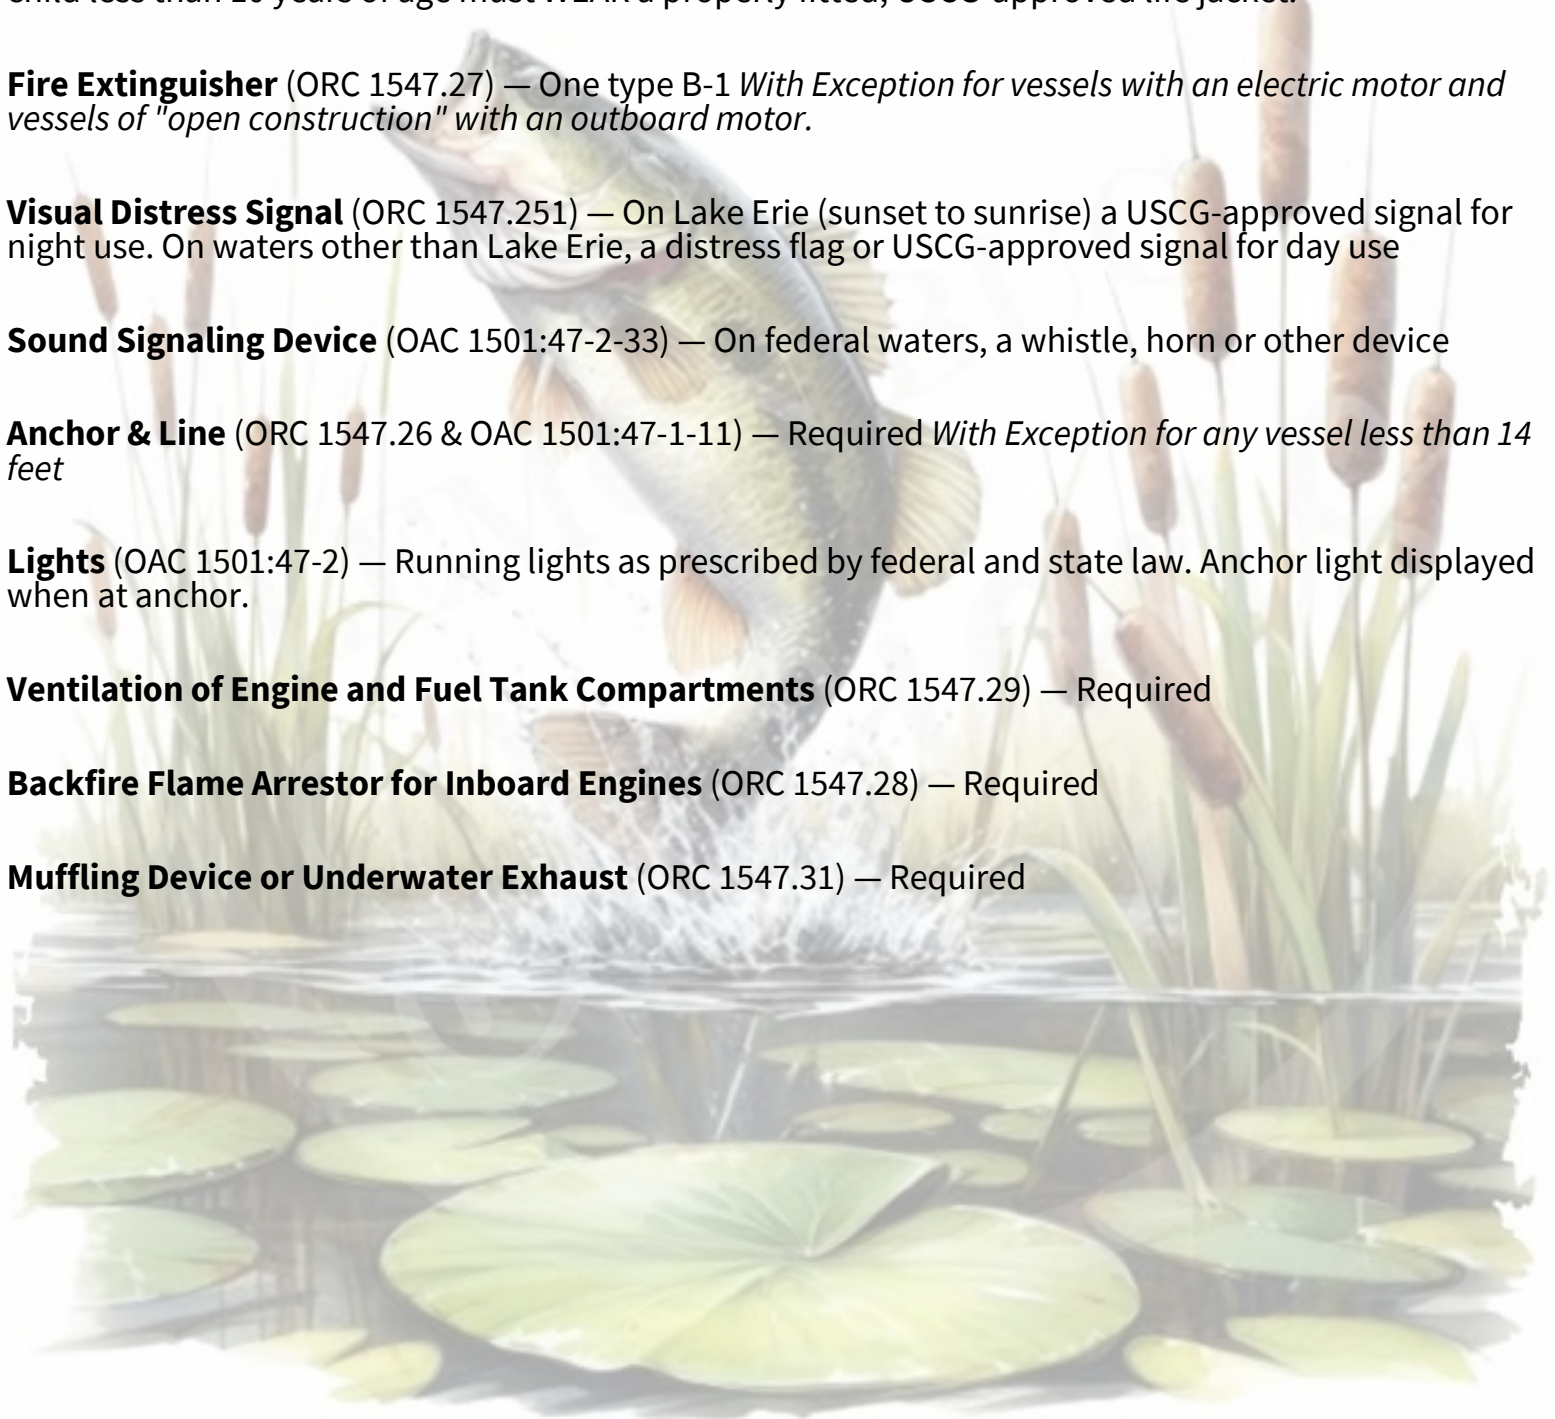 child less than 10 years of age must WEAR a properly fitted, USCG-approved life jacket.
Fire Extinguisher (ORC 1547.27) — One type B-1 With Exception for vessels with an electric motor and
vessels of "open construction" with an outboard motor.
Visual Distress Signal (ORC 1547.251) — On Lake Erie (sunset to sunrise) a USCG-approved signal for
night use. On waters other than Lake Erie, a distress flag or USCG-approved signal for day use
Sound Signaling Device (OAC 1501:47-2-33) — On federal waters, a whistle, horn or other device
Anchor & Line (ORC 1547.26 & OAC 1501:47-1-11) — Required With Exception for any vessel less than 14
feet
Lights (OAC 1501:47-2) — Running lights as prescribed by federal and state law. Anchor light displayed
when at anchor.
Ventilation of Engine and Fuel Tank Compartments (ORC 1547.29) — Required
Backfire Flame Arrestor for Inboard Engines (ORC 1547.28) — Required
Muffling Device or Underwater Exhaust (ORC 1547.31) — Required